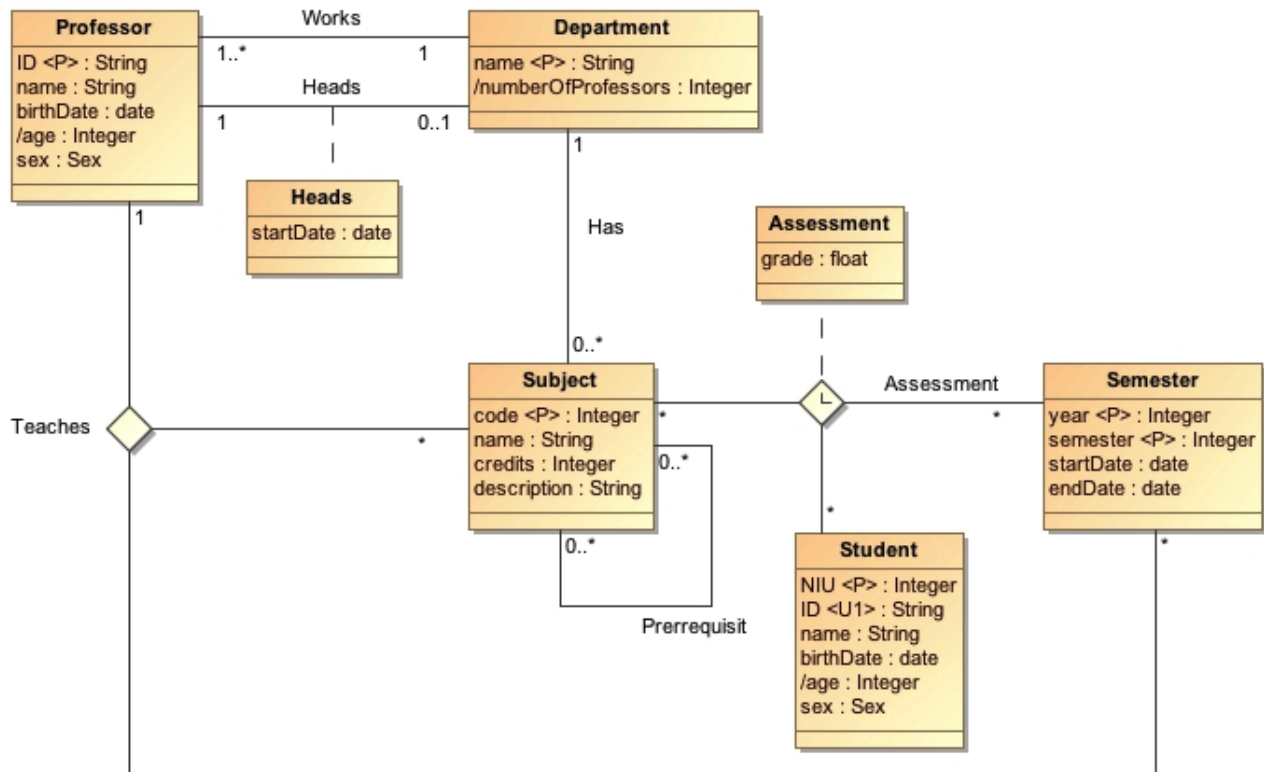 Works
Professor
ID <P> : String
name : String
birthDate : date
/age : Integer
sex : Sex
1..*
1
Department
name <P> : String
/numberOfProfessors : Integer
Heads
1
0..1
1
1
Heads
startDate : date
Has
Assessment
grade : float
0..*
Teaches
*
Subject
code <P> : Integer
name : String
credits : Integer
description : String
*
0..*
0..*
Prerrequisit
Assessment
*
*
Semester
year <P> : Integer
semester <P> : Integer
startDate : date
endDate : date
*
Student
NIU <P> : Integer
ID <U1> : String
name : String
birthDate : date
/age : Integer
sex : Sex